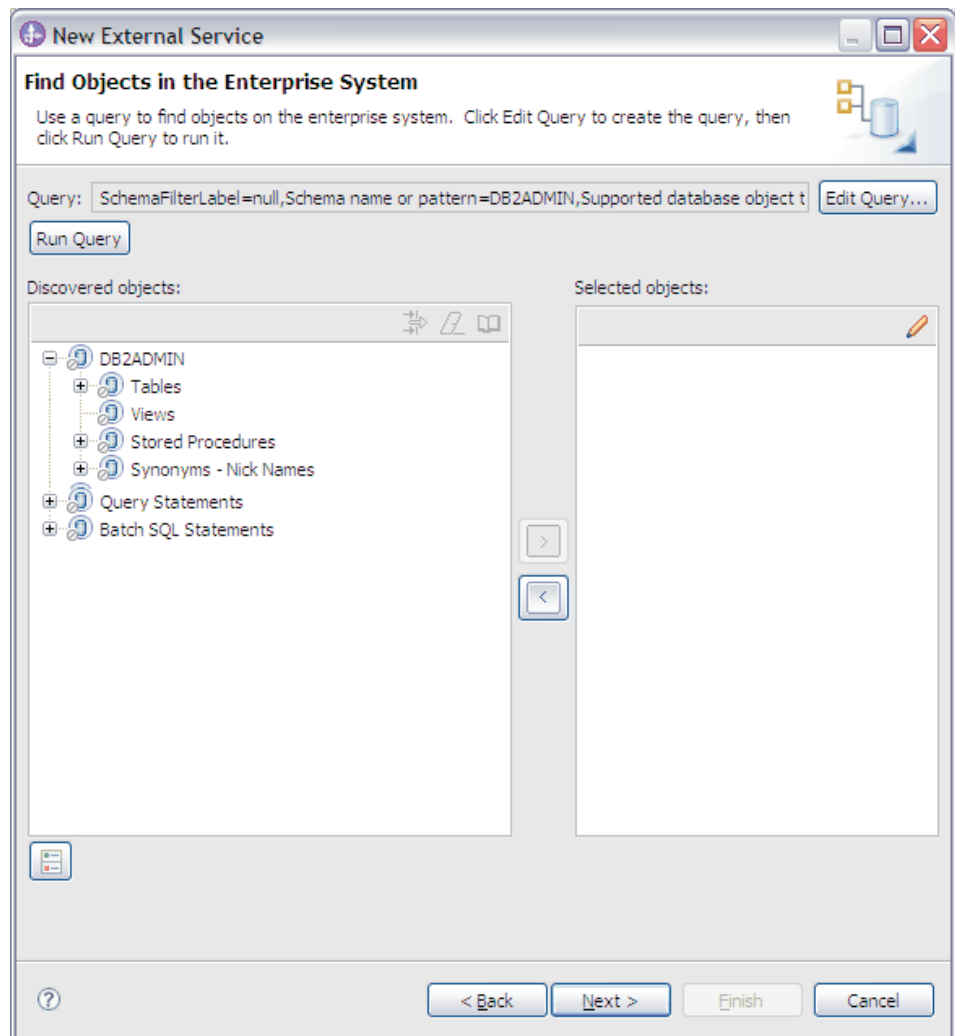 New External Service
Find Objects in the Enterprise System
Use a query to find objects on the enterprise system. Click Edit Query to create the query, then
click Run Query to run it.
Query: SchemaFilterLabel=null,Schema name or pattern=DB2ADMIN,Supported database object t Edit Query...
Run Query
Discovered objects: Selected objects:
DB2ADMIN
Tables
Views
Stored Procedures
Synonyms - Nick Names
Query Statements
Batch SQL Statements
>
<
? < Back Next > Finish Cancel